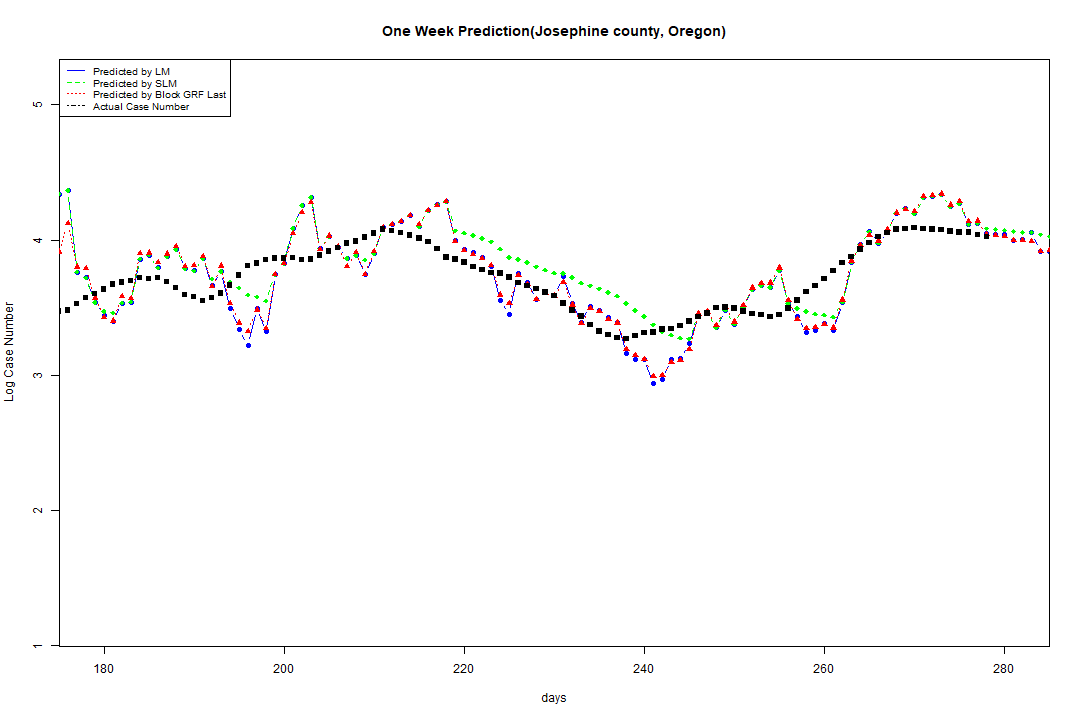 One Week Prediction(Josephine county, Oregon)
Predicted by LM
Predicted by SLM
Predicted by Block GRF Last
Actual Case Number
5
4
3
2
1
Log Case Number
180 200 220 240 260 280
days